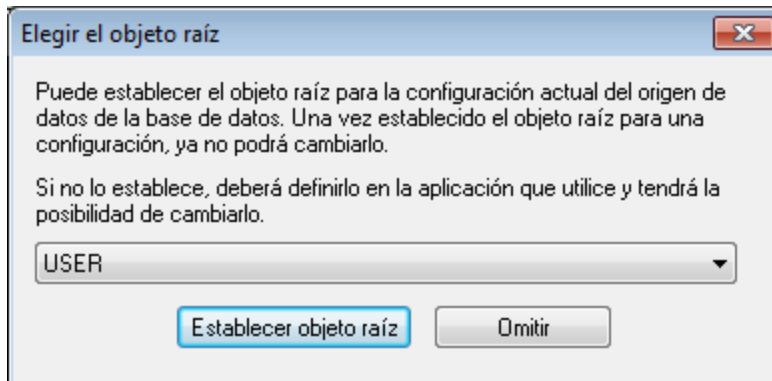 Elegir el objeto raíz
Puede establecer el objeto raíz para la configuración actual del origen de
datos de la base de datos. Una vez establecido el objeto raíz para una
configuración, ya no podrá cambiarlo.
Si no lo establece, deberá definirlo en la aplicación que utilice y tendrá la
posibilidad de cambiarlo.
USER
Establecer objeto raíz
Omitir